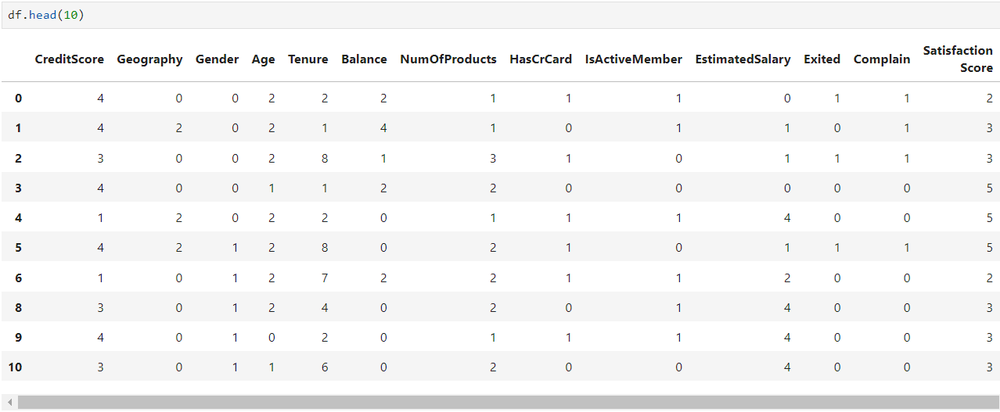 df.head(10)
CreditScore Geography Gender Age Tenure Balance NumOfProducts HasCrCard IsActiveMember EstimatedSalary Exited Complain Satisfaction Score
0 4 0 0 2 2 2 1 1 1 0 1 1 2
1 4 2 0 2 1 4 1 0 1 1 0 1 3
2 3 0 0 2 8 1 3 1 0 1 1 1 3
3 4 0 0 1 1 2 2 0 0 0 0 0 5
4 1 2 0 2 2 0 1 1 1 4 0 0 5
5 4 2 1 2 8 0 2 1 0 1 1 1 5
6 1 0 1 2 7 2 2 1 1 2 0 0 2
8 3 0 1 2 4 0 2 0 1 4 0 0 3
9 4 0 1 0 2 0 1 1 1 4 0 0 3
10 3 0 1 1 6 0 2 0 0 4 0 0 3